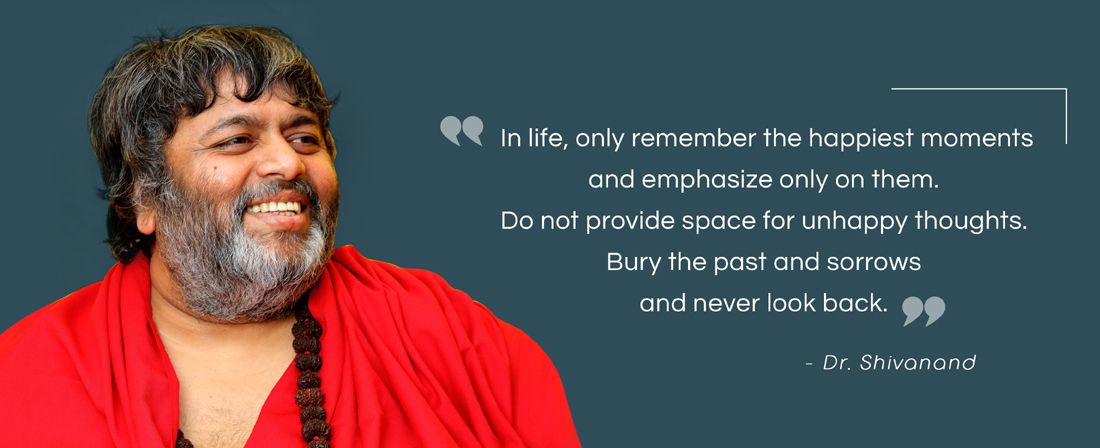 ❝ In life, only remember the happiest moments
and emphasize only on them.
Do not provide space for unhappy thoughts.
Bury the past and sorrows
and never look back. ❞
- Dr. Shivanand